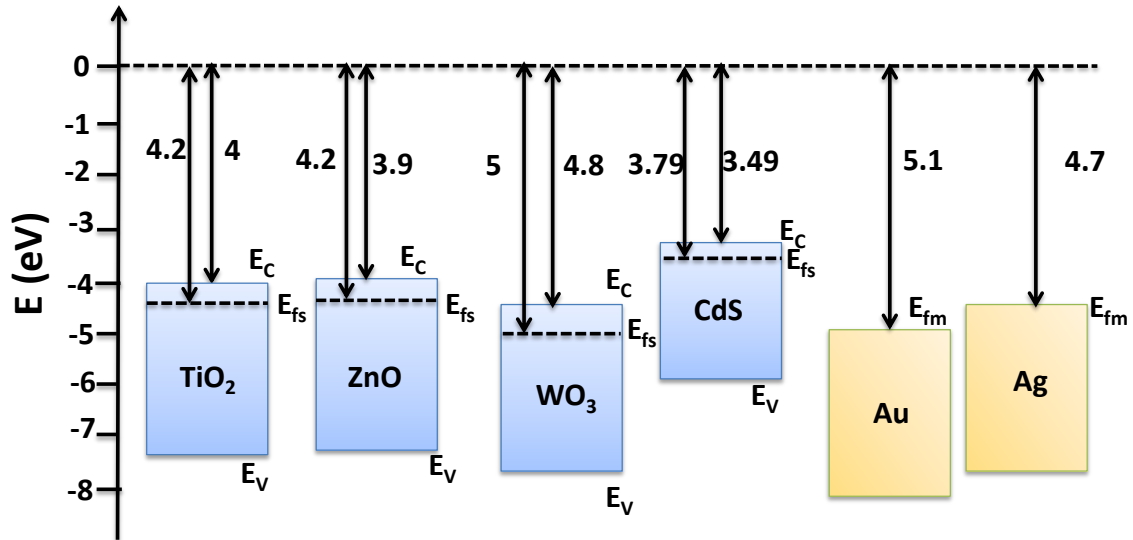 E (eV)
0
-1
-2
-3
-4
-5
-6
-7
-8
4.2
4
4.2
3.9
5
4.8
3.79
3.49
5.1
4.7
E_C
E_fs
TiO₂
E_V
E_C
E_fs
ZnO
E_V
E_C
E_fs
WO₃
E_V
E_C
E_fs
CdS
E_V
E_fm
Au
E_fm
Ag